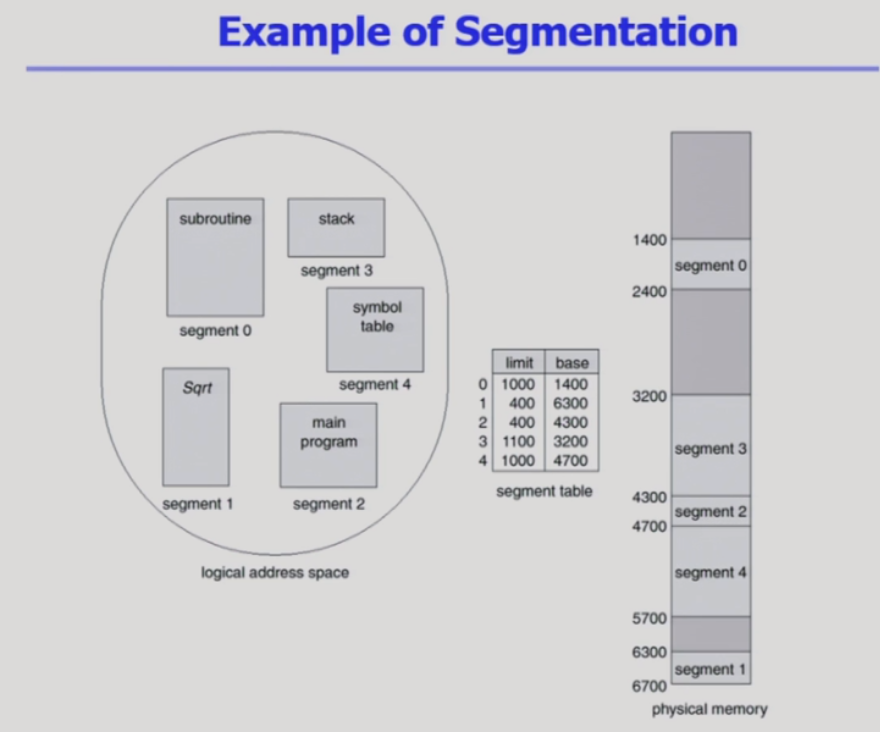 Example of Segmentation
subroutine
segment 0
stack
segment 3
symbol
table
segment 4
Sqrt
segment 1
main
program
segment 2
logical address space
limit base
0 1000 1400
1 400 6300
2 400 4300
3 1100 3200
4 1000 4700
segment table
1400
segment 0
2400
3200
segment 3
4300
segment 2
4700
segment 4
5700
6300
segment 1
6700
physical memory